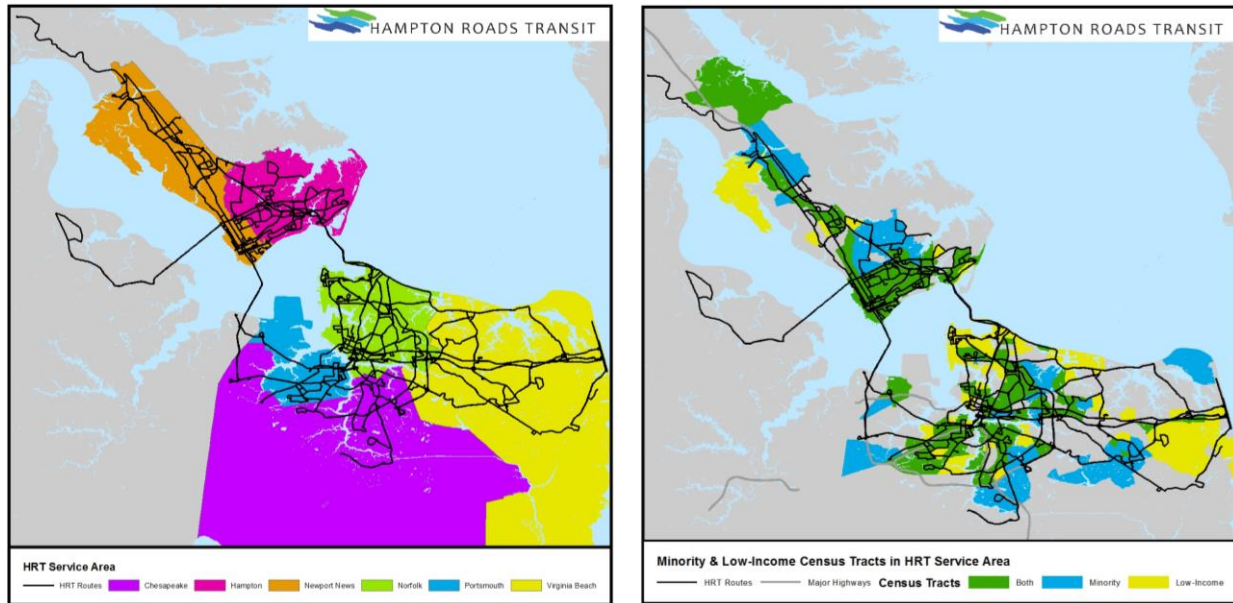 HAMPTON ROADS TRANSIT
HRT Service Area
HRT Routes Chesapeake Hampton Newport News Norfolk Portsmouth Virginia Beach
HAMPTON ROADS TRANSIT
Minority & Low-Income Census Tracts in HRT Service Area
HRT Routes Major Highways Census Tracts Both Minority Low-Income